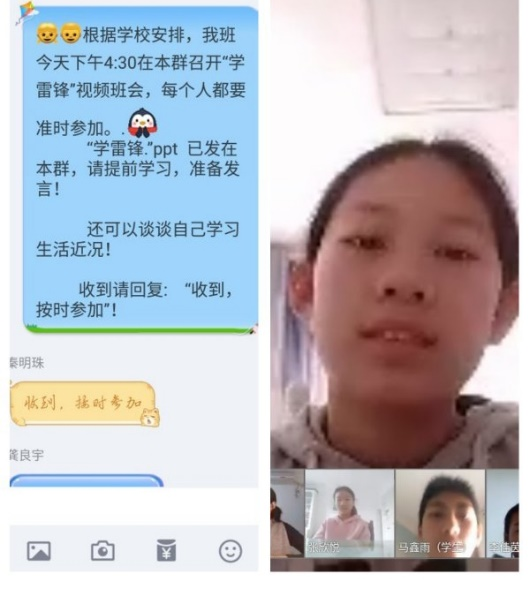 根据学校安排，我班
今天下午4:30在本群召开“学
雷锋”视频班会，每个人都要
准时参加。.
“学雷锋.”ppt 已发在
本群，请提前学习，准备发
言！
还可以谈谈自己学习
生活近况！
收到请回复：“收到，
按时参加”！
秦明珠
收到，按时参加
龚良宇
马鑫雨（学生